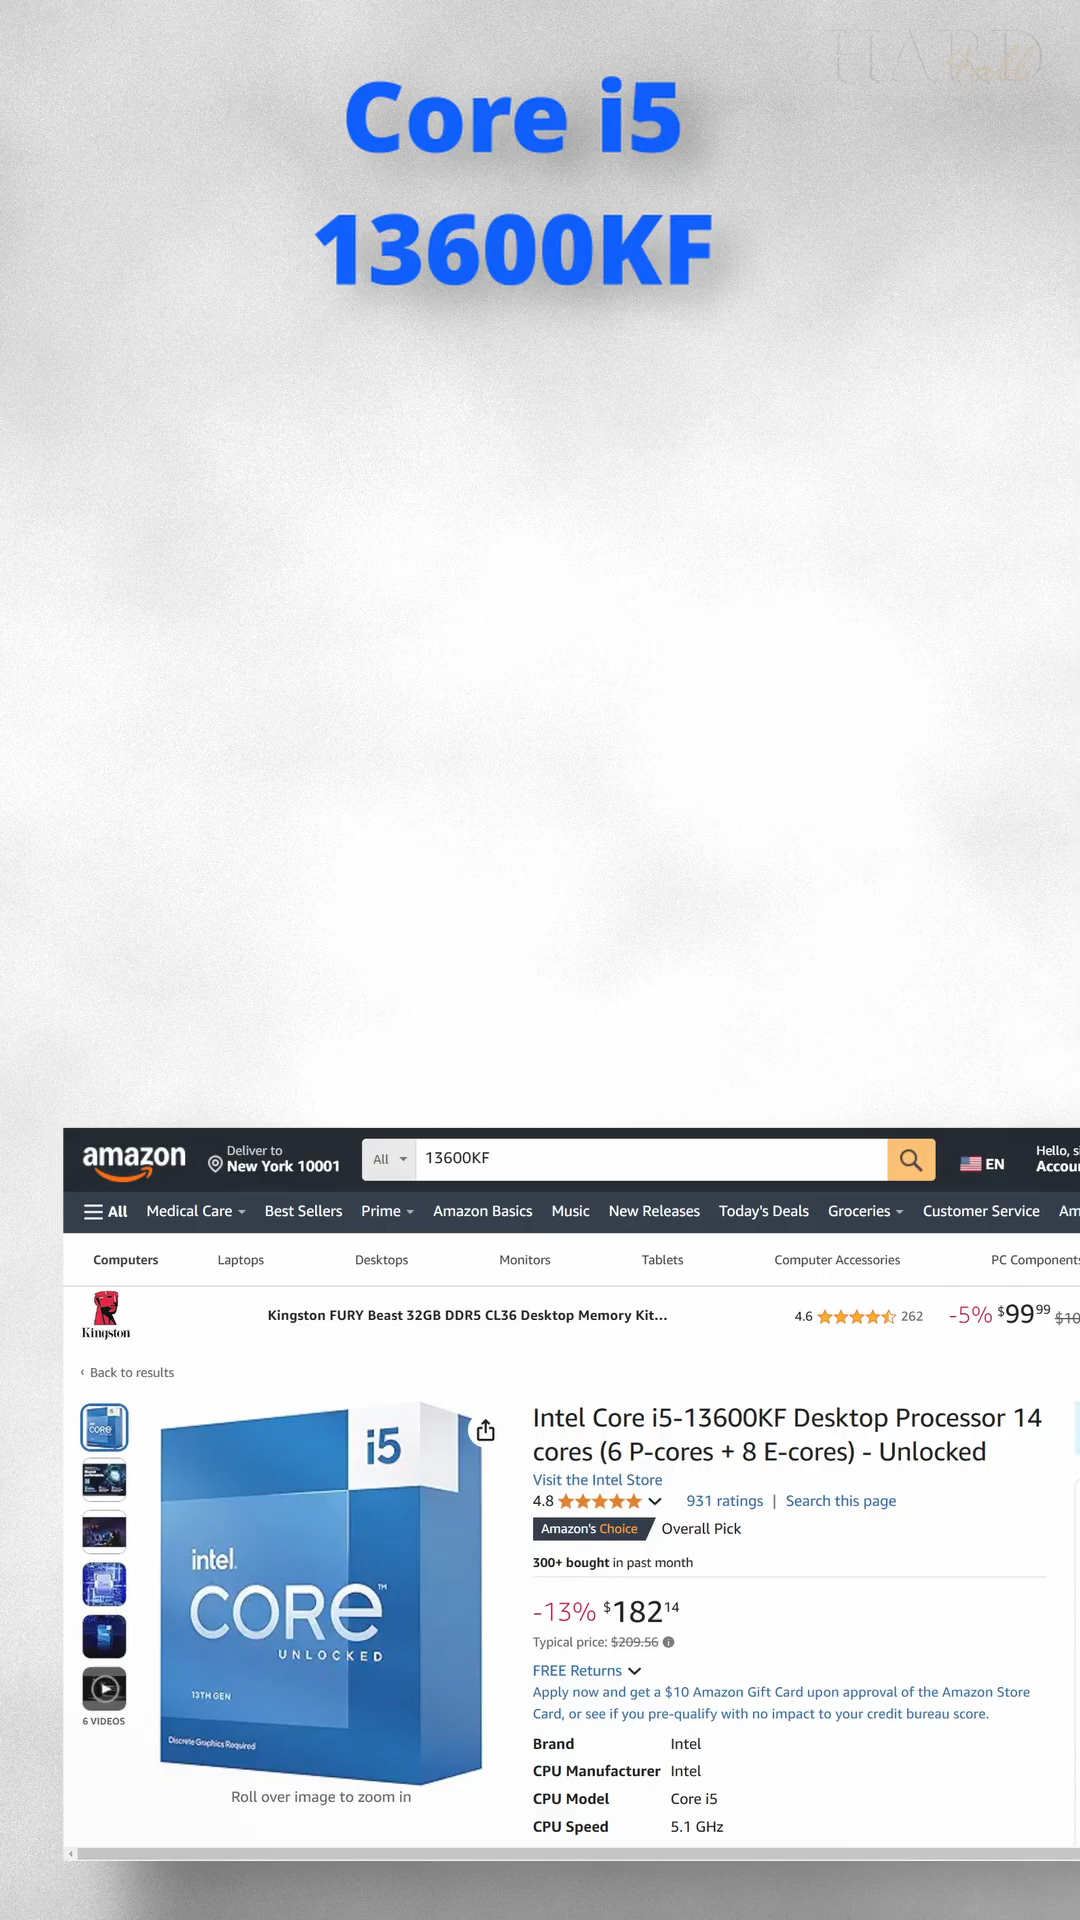 HARD
Core i5
13600KF
amazon
Deliver to
New York 10001
All
13600KF
EN
Hello, si
Accoun
All
Medical Care
Best Sellers
Prime
Amazon Basics
Music
New Releases
Today's Deals
Groceries
Customer Service
Am
Computers
Laptops
Desktops
Monitors
Tablets
Computer Accessories
PC Components
Kingston
Kingston FURY Beast 32GB DDR5 CL36 Desktop Memory Kit...
4.6
262
-5% $99.99 $10
‹ Back to results
i5
intel.
CORE™
UNLOCKED
13TH GEN
Discrete Graphics Required
6 VIDEOS
Roll over image to zoom in
Intel Core i5-13600KF Desktop Processor 14
cores (6 P-cores + 8 E-cores) - Unlocked
Visit the Intel Store
4.8
931 ratings | Search this page
Amazon's Choice Overall Pick
300+ bought in past month
-13% $182 14
Typical price: $209.56
FREE Returns
Apply now and get a $10 Amazon Gift Card upon approval of the Amazon Store
Card, or see if you pre-qualify with no impact to your credit bureau score.
Brand Intel
CPU Manufacturer Intel
CPU Model Core i5
CPU Speed 5.1 GHz